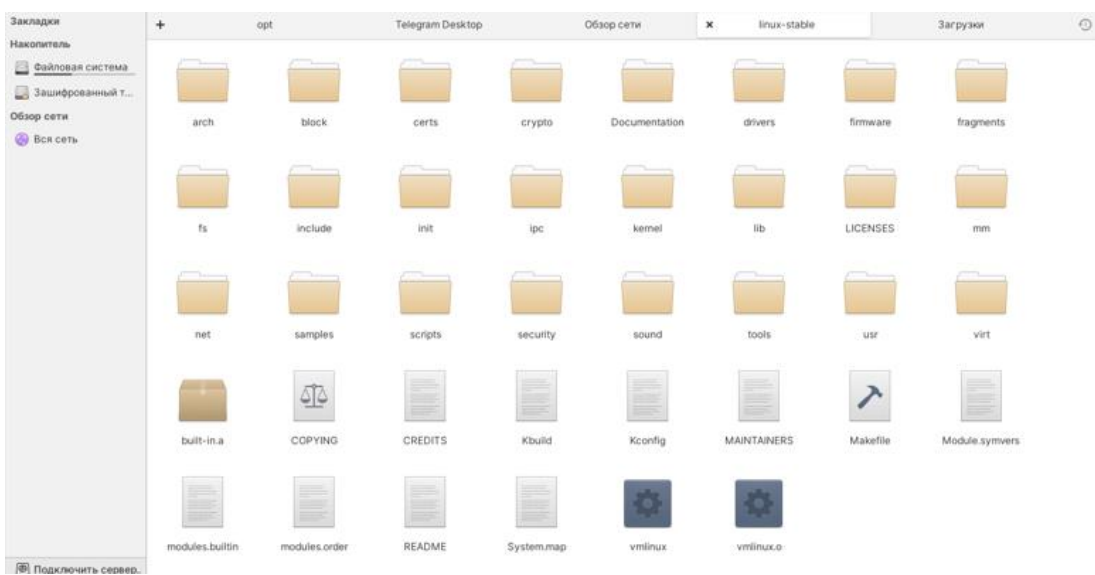 Закладки
Накопитель
Файловая система
Зашифрованный т...
Обзор сети
Вся сеть
Подключить сервер..
+ opt Telegram Desktop Обзор сети × linux-stable Загрузки
arch block certs crypto Documentation drivers firmware fragments
fs include init ipc kernel lib LICENSES mm
net samples scripts security sound tools usr virt
built-in.a COPYING CREDITS Kbuild Kconfig MAINTAINERS Makefile Module.symvers
modules.builtin modules.order README System.map vmlinux vmlinux.o